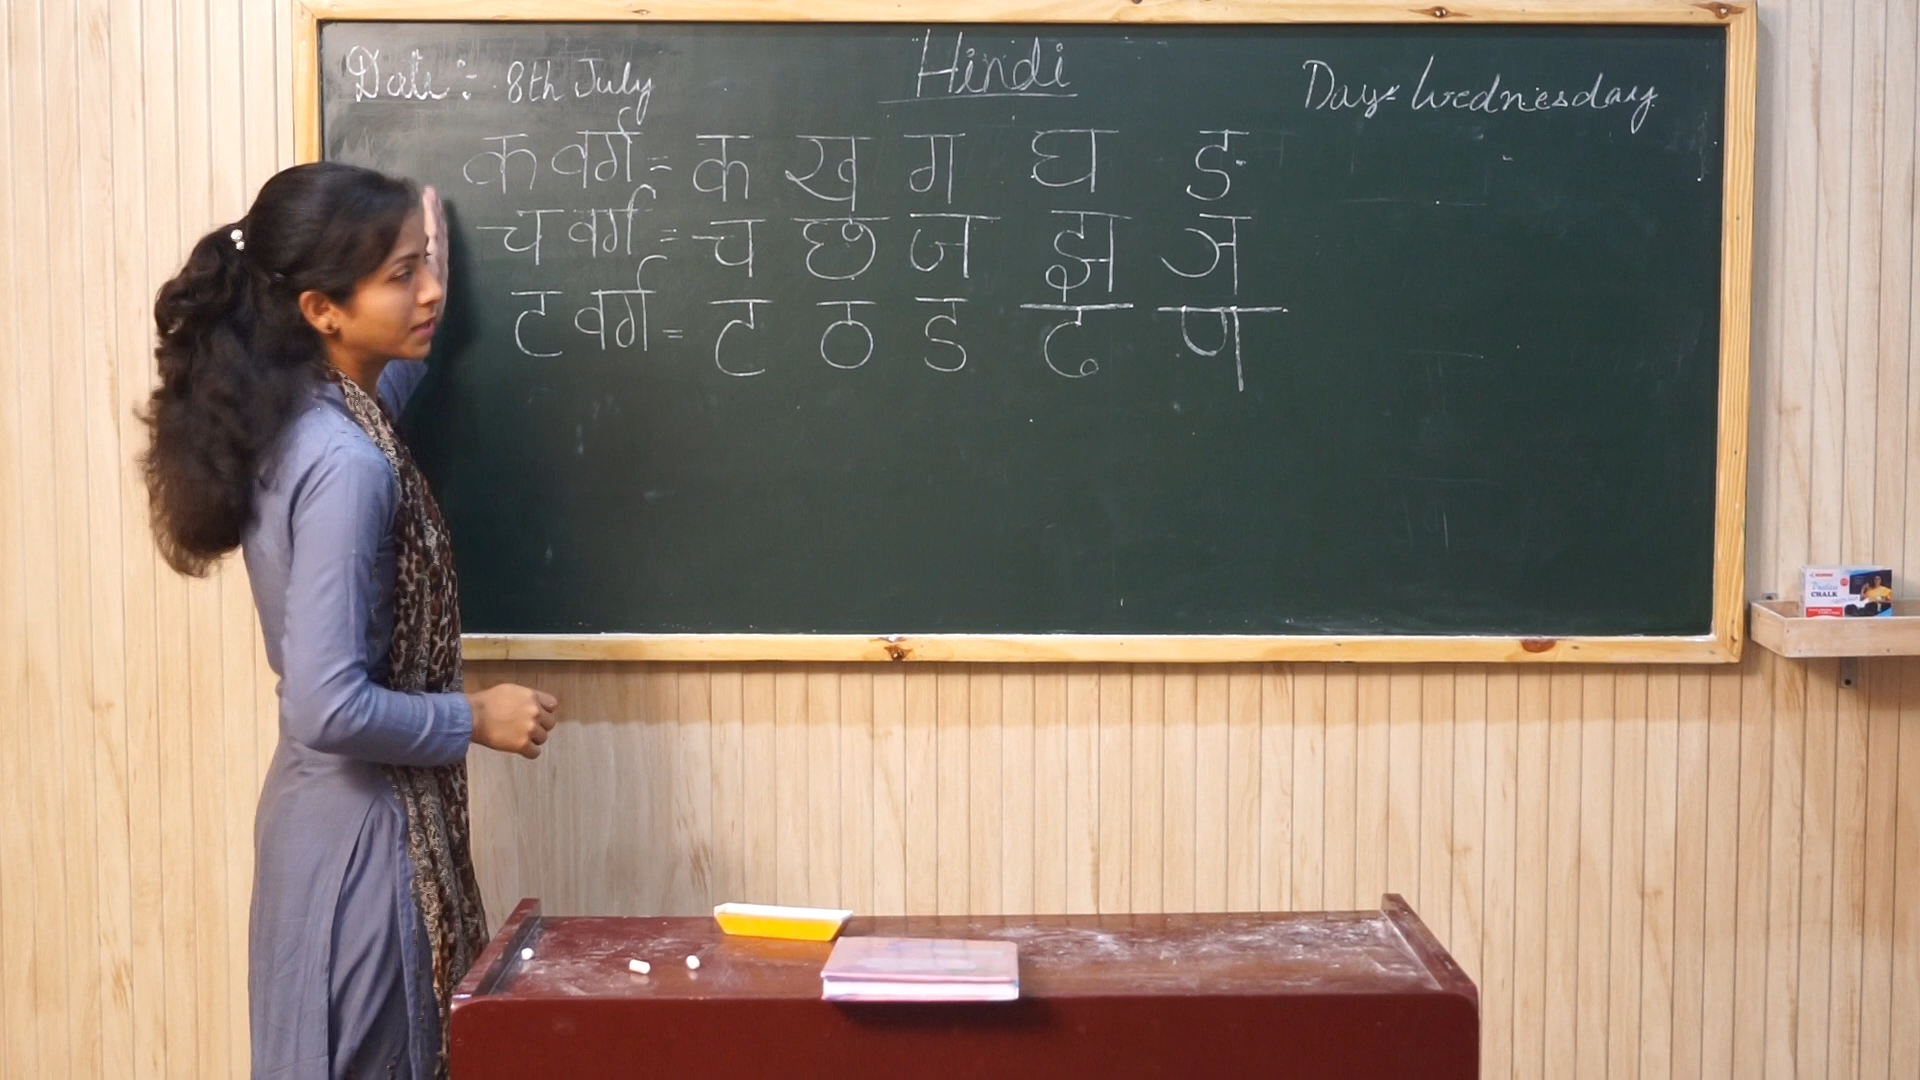 Date :- 8th July Hindi Day:- Wednesday
क वर्ग = क ख ग घ ङ
च वर्ग = च छ ज झ ञ
ट वर्ग = ट ठ ड ढ ण
CHALK